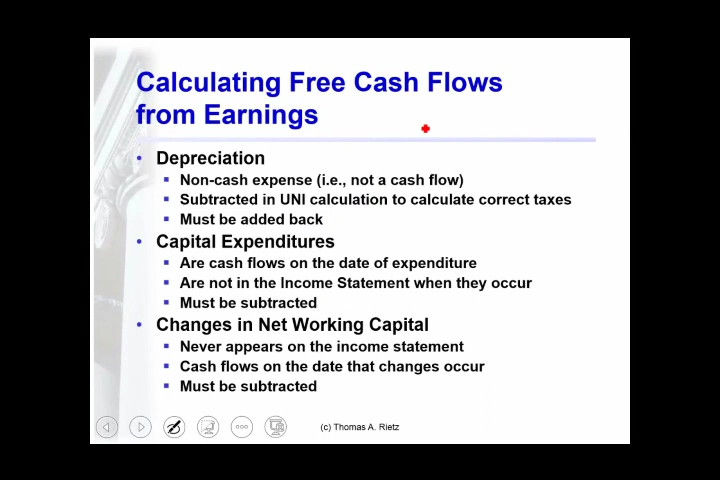 Calculating Free Cash Flows
from Earnings
• Depreciation
▪ Non-cash expense (i.e., not a cash flow)
▪ Subtracted in UNI calculation to calculate correct taxes
▪ Must be added back
• Capital Expenditures
▪ Are cash flows on the date of expenditure
▪ Are not in the Income Statement when they occur
▪ Must be subtracted
• Changes in Net Working Capital
▪ Never appears on the income statement
▪ Cash flows on the date that changes occur
▪ Must be subtracted
(c) Thomas A. Rietz